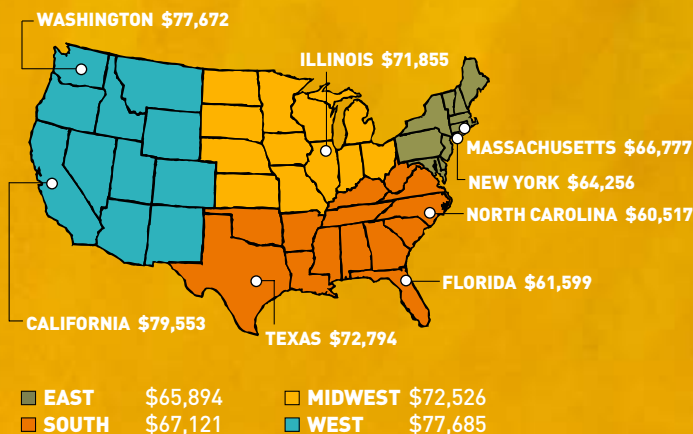 WASHINGTON $77,672
ILLINOIS $71,855
MASSACHUSETTS $66,777
NEW YORK $64,256
NORTH CAROLINA $60,517
FLORIDA $61,599
CALIFORNIA $79,553
TEXAS $72,794
EAST $65,894
MIDWEST $72,526
SOUTH $67,121
WEST $77,685